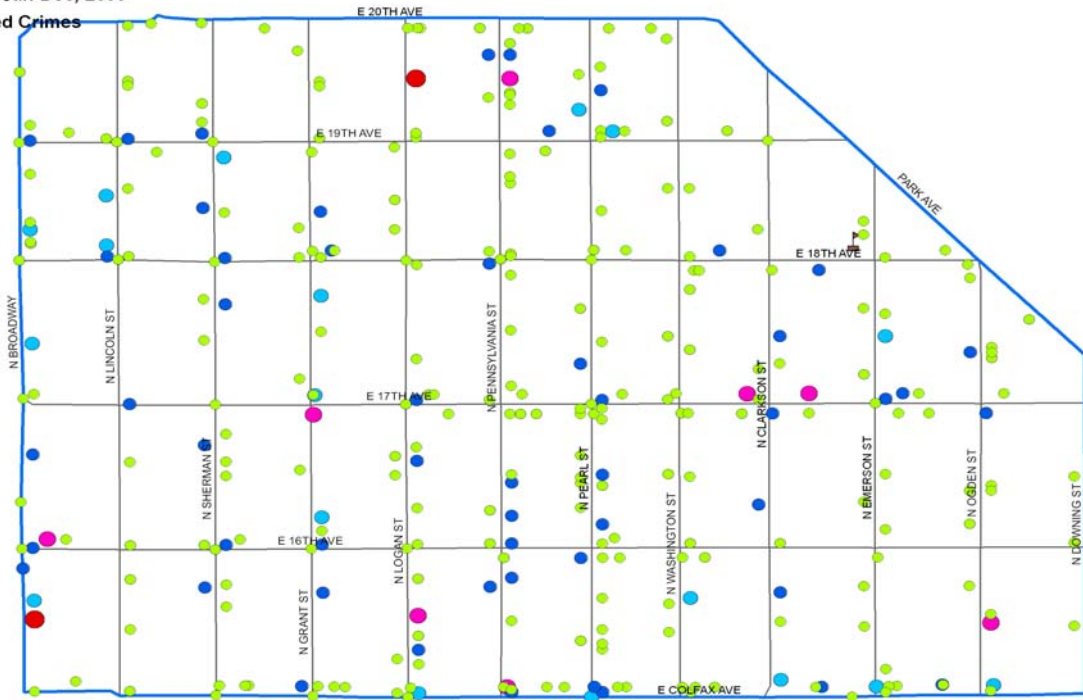 ed Crimes
E 20TH AVE
E 19TH AVE
PARK AVE
E 18TH AVE
N BROADWAY
N LINCOLN ST
N PENNSYLVANIA ST
E 17TH AVE
N CLARKSON ST
N SHERMAN ST
N PEARL ST
N EMERSON ST
N OGDEN ST
N LOGAN ST
N WASHINGTON ST
N DOWNING ST
E 16TH AVE
N GRANT ST
E COLFAX AVE